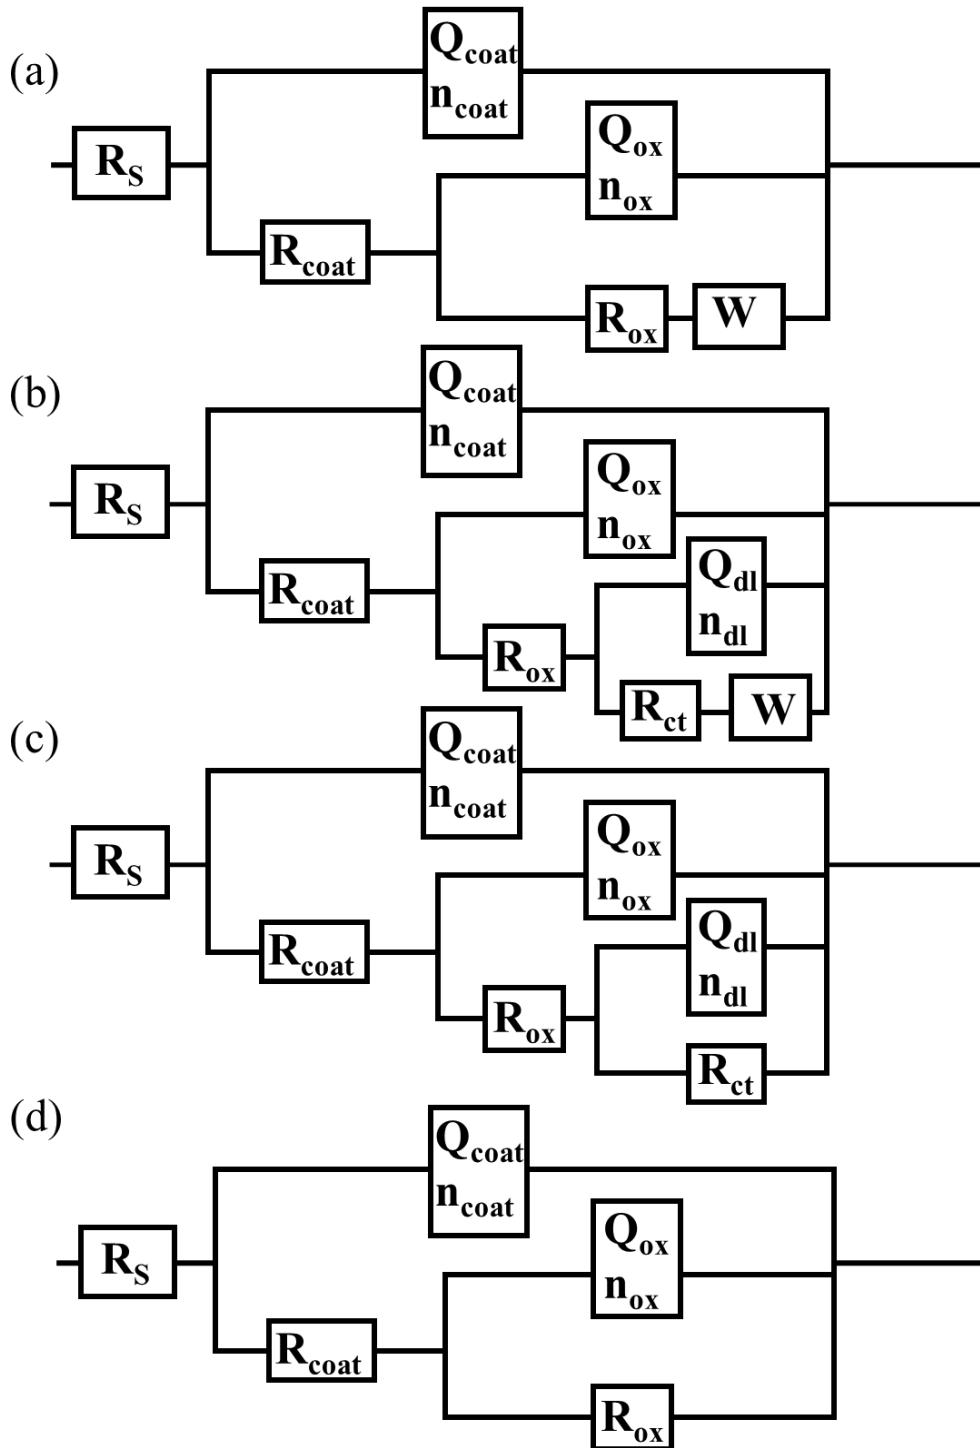 (a)
Q_coat
n_coat
R_S
Q_ox
n_ox
R_coat
R_ox
W
(b)
Q_coat
n_coat
R_S
Q_ox
n_ox
Q_dl
n_dl
R_coat
R_ox
R_ct
W
(c)
Q_coat
n_coat
R_S
Q_ox
n_ox
Q_dl
n_dl
R_coat
R_ox
R_ct
(d)
Q_coat
n_coat
R_S
Q_ox
n_ox
R_coat
R_ox